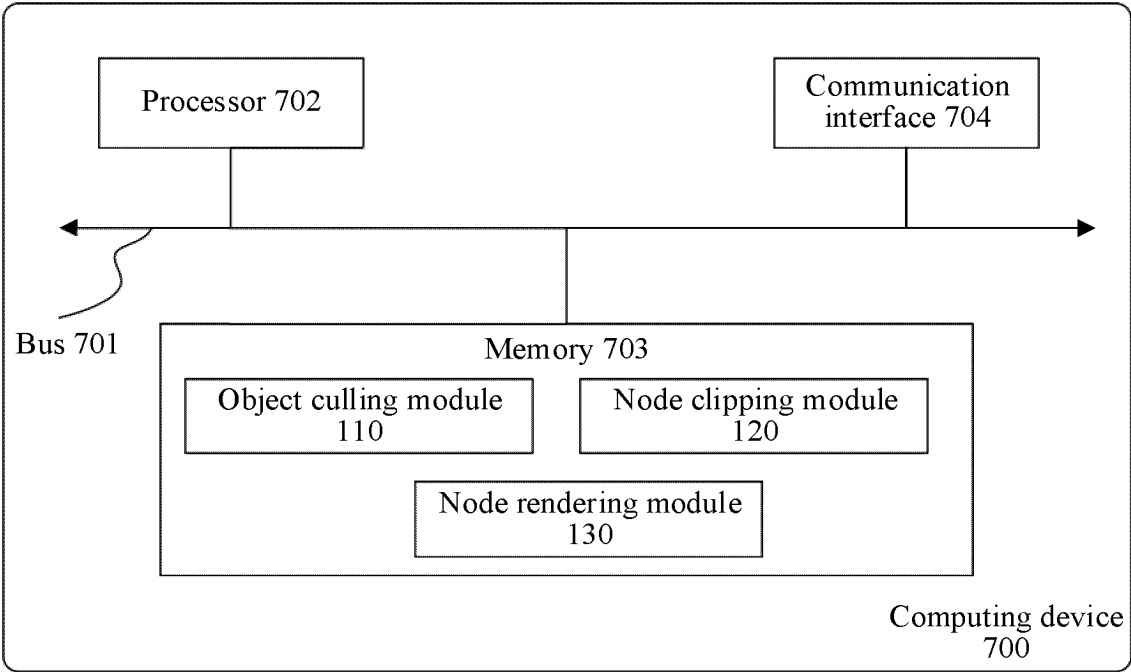 Processor 702
Communication
interface 704
Bus 701
Memory 703
Object culling module
110
Node clipping module
120
Node rendering module
130
Computing device
700